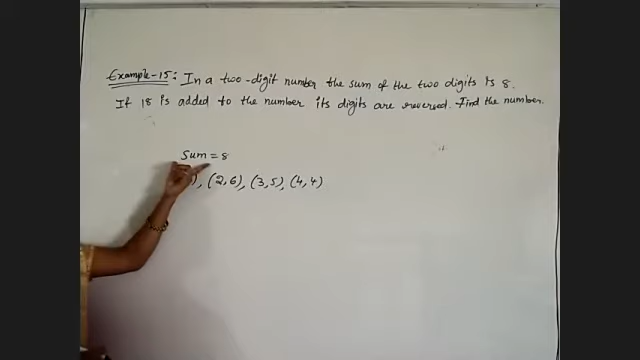 Example-15: In a two-digit number the sum of the two digits is 8.
If 18 is added to the number its digits are reversed. Find the number.
Sum = 8
), (2,6), (3,5), (4,4)